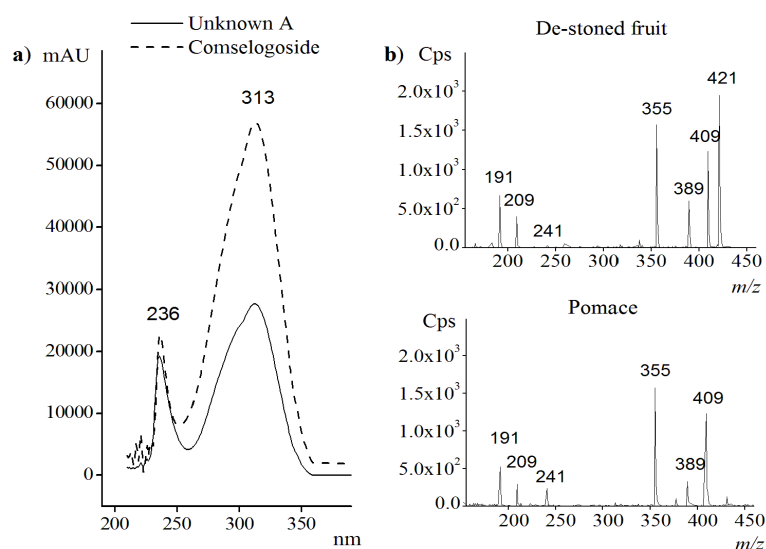 Unknown A
Comselogoside
a) mAU
60000
50000
40000
30000
20000
10000
0
236
313
200 250 300 350
nm
b) De-stoned fruit
Cps
2.0x10³
1.5x10³
1.0x10³
5.0x10²
0.0
191
209
241
355
389
409
421
200 250 300 350 400 450
m/z
Pomace
Cps
2.0x10³
1.5x10³
1.0x10³
5.0x10²
0.0
191
209
241
355
389
409
200 250 300 350 400 450
m/z